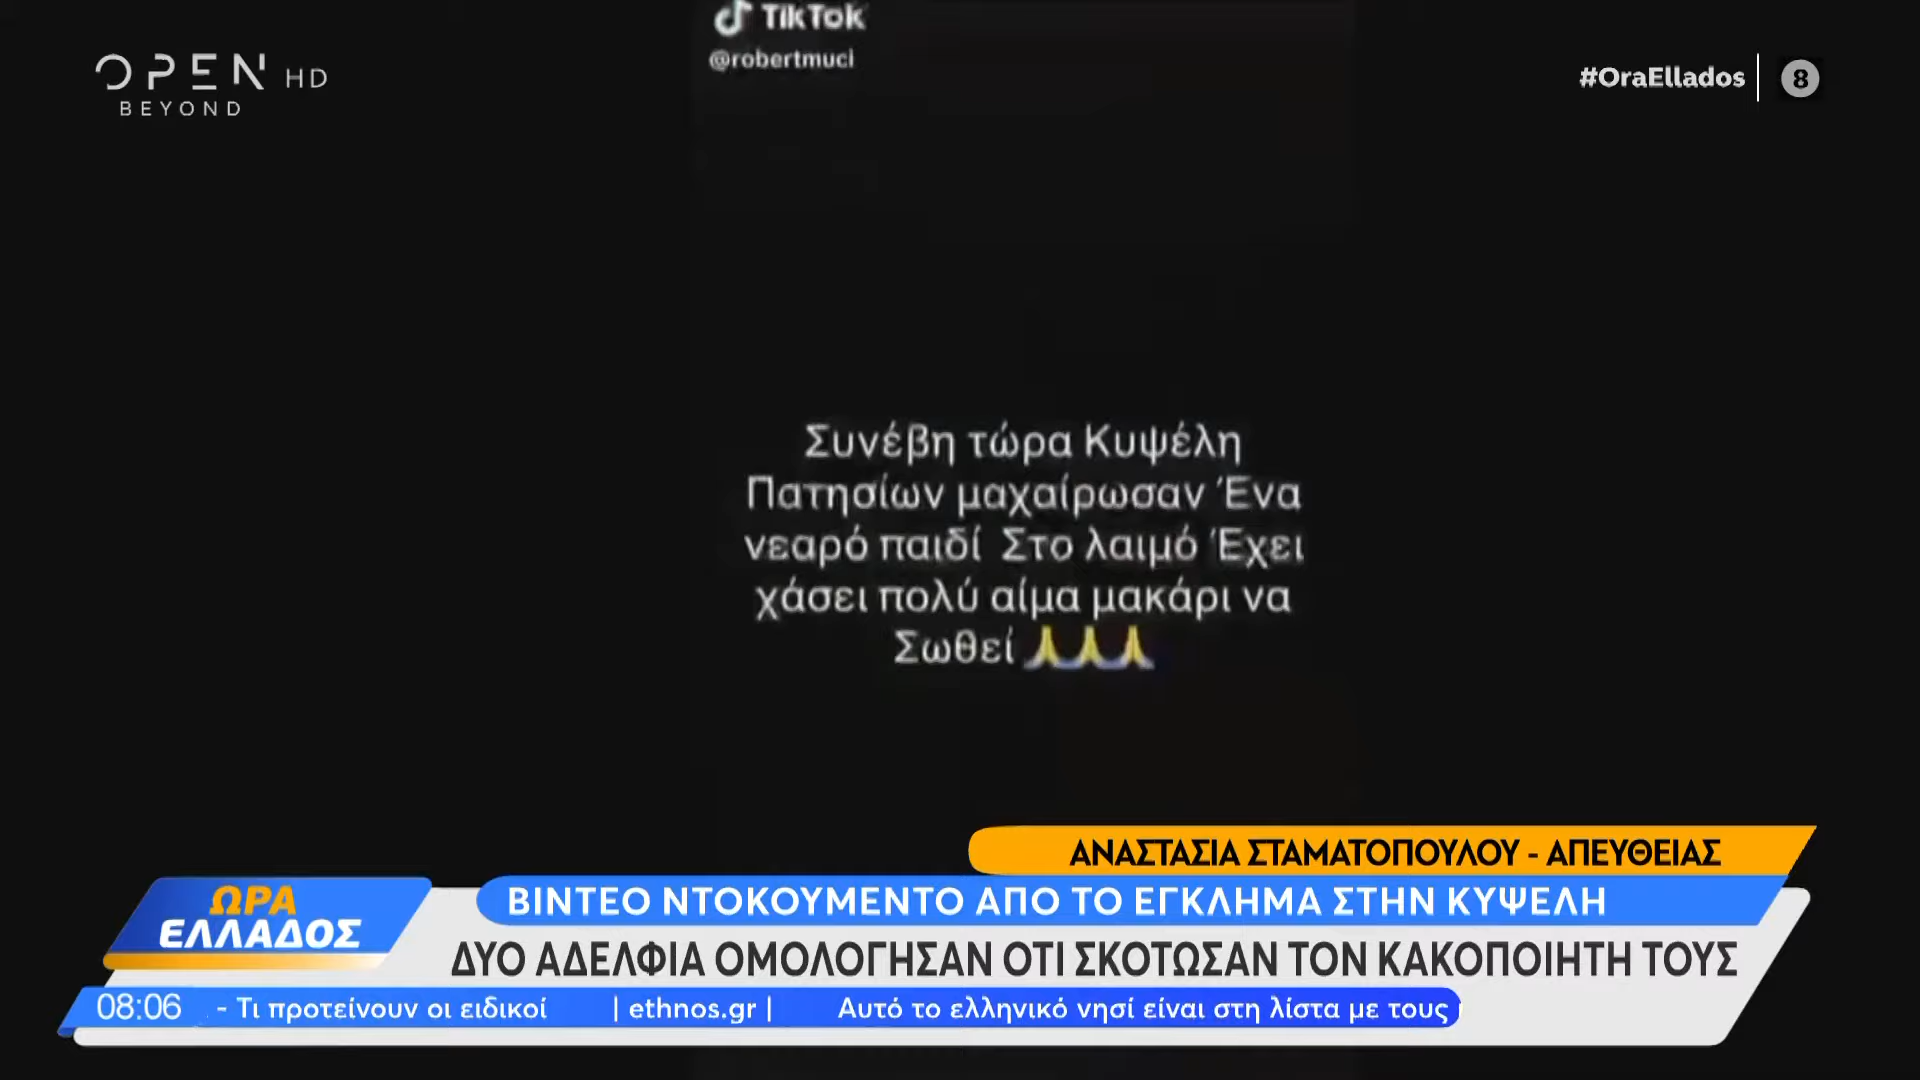 TikTok
@robertmuci
OPEN HD
BEYOND
#OraEllados
8
Συνέβη τώρα Κυψέλη
Πατησίων μαχαίρωσαν Ένα
νεαρό παιδί Στο λαιμό Έχει
χάσει πολύ αίμα μακάρι να
Σωθεί 🙏🙏🙏
ΑΝΑΣΤΑΣΙΑ ΣΤΑΜΑΤΟΠΟΥΛΟΥ - ΑΠΕΥΘΕΙΑΣ
ΒΙΝΤΕΟ ΝΤΟΚΟΥΜΕΝΤΟ ΑΠΟ ΤΟ ΕΓΚΛΗΜΑ ΣΤΗΝ ΚΥΨΕΛΗ
ΩΡΑ
ΕΛΛΑΔΟΣ
ΔΥΟ ΑΔΕΛΦΙΑ ΟΜΟΛΟΓΗΣΑΝ ΟΤΙ ΣΚΟΤΩΣΑΝ ΤΟΝ ΚΑΚΟΠΟΙΗΤΗ ΤΟΥΣ
08:06 - Τι προτείνουν οι ειδικοί | ethnos.gr | Αυτό το ελληνικό νησί είναι στη λίστα με τους